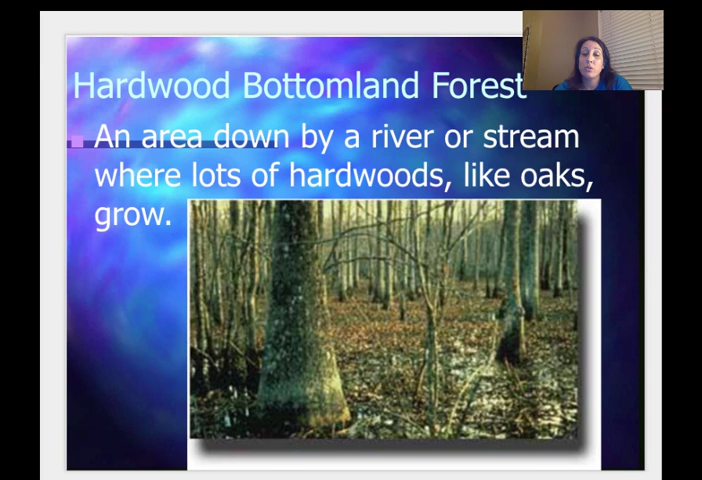 Hardwood Bottomland Forest
An area down by a river or stream
where lots of hardwoods, like oaks,
grow.